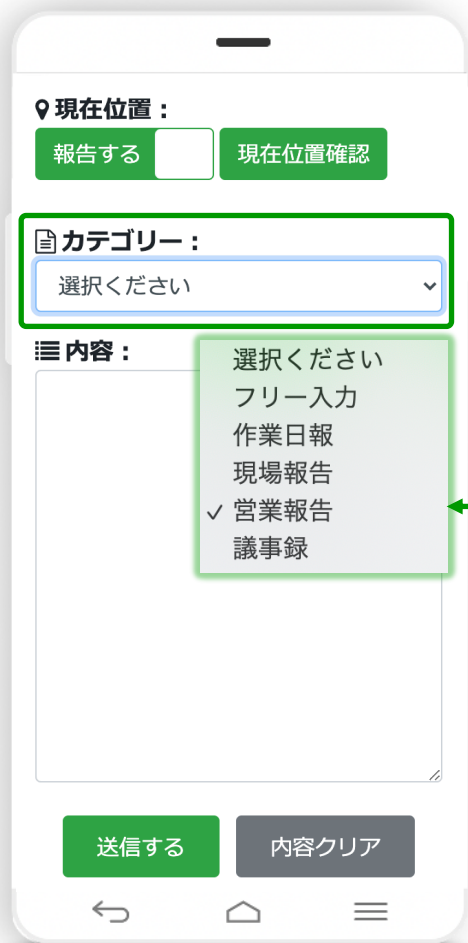 現在位置：
報告する 現在位置確認
カテゴリー：
選択ください
内容：
選択ください
フリー入力
作業日報
現場報告
✓ 営業報告
議事録
送信する 内容クリア